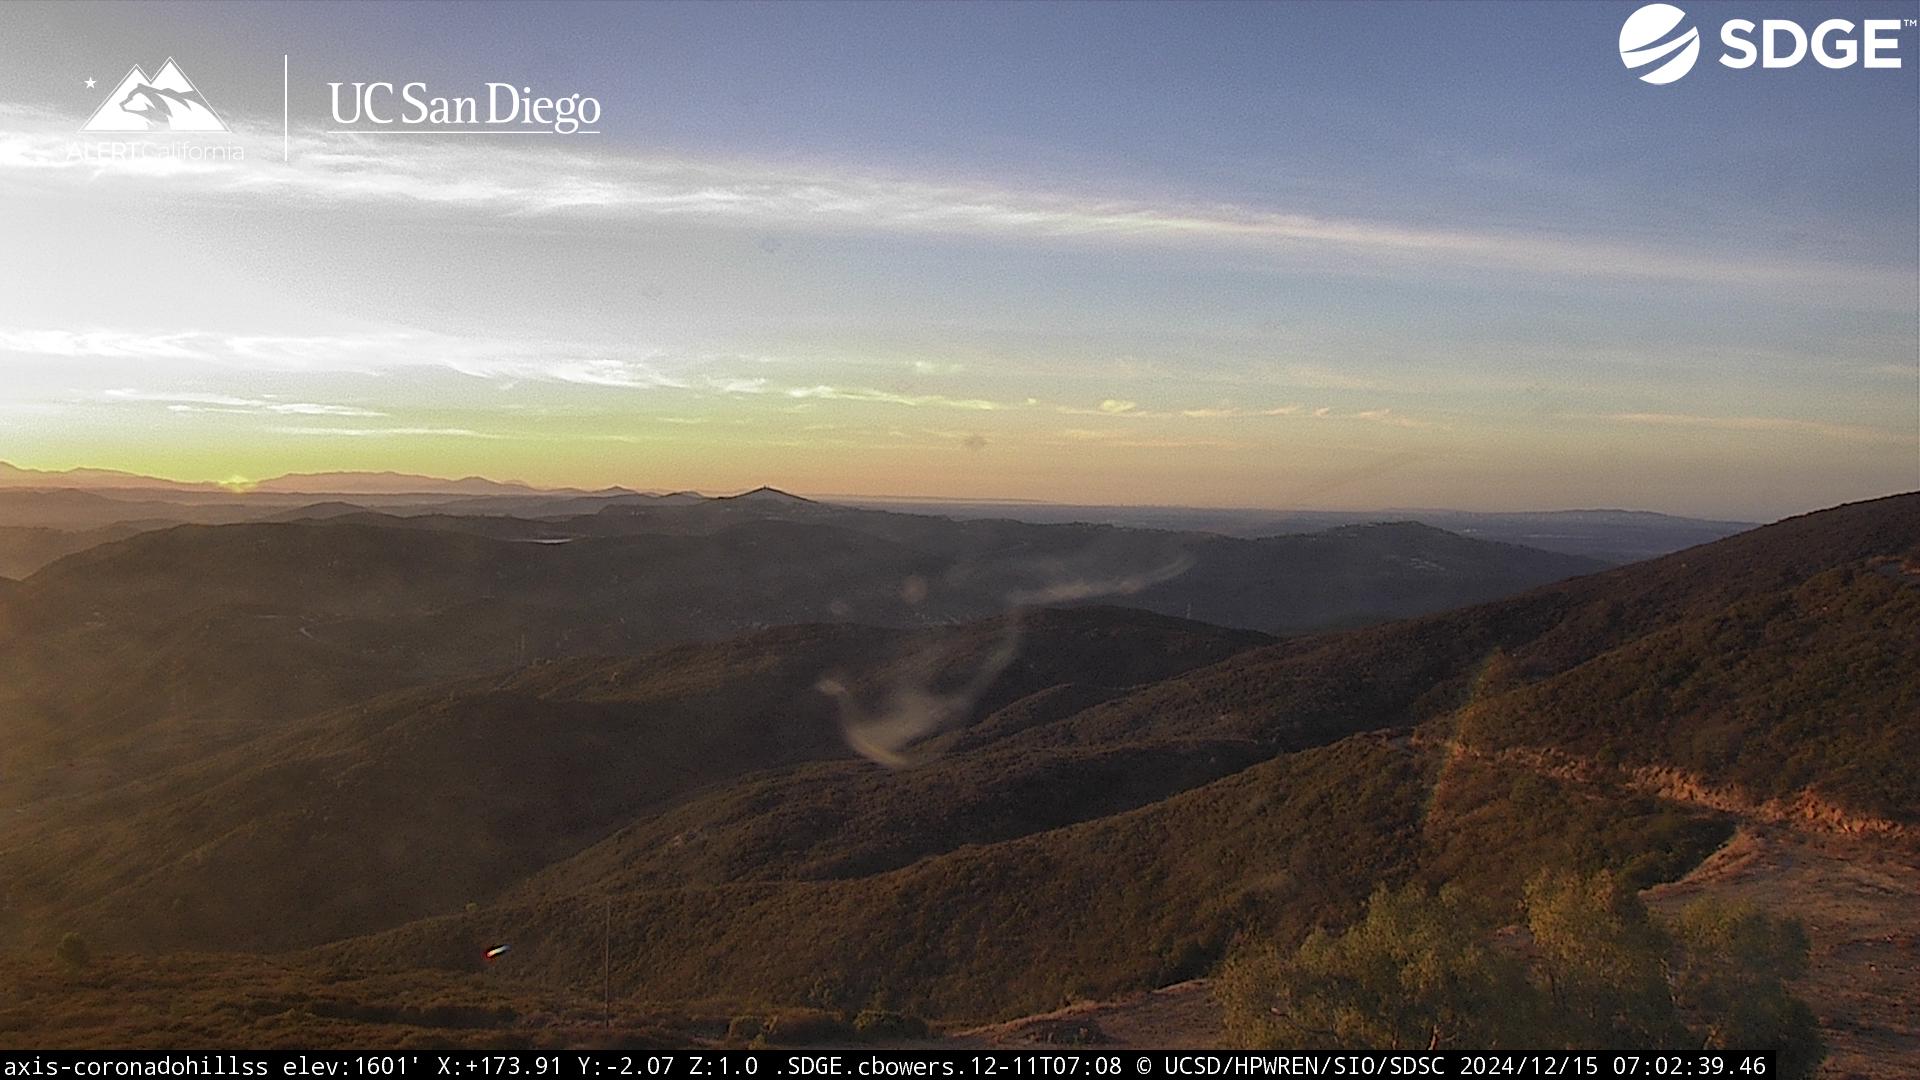 SDGE™
UC San Diego
ALERTCalifornia
axis-coronadohillss elev:1601' X:+173.91 Y:-2.07 Z:1.0 .SDGE.cbowers.12-11T07:08 © UCSD/HPWREN/SIO/SDSC 2024/12/15 07:02:39.46